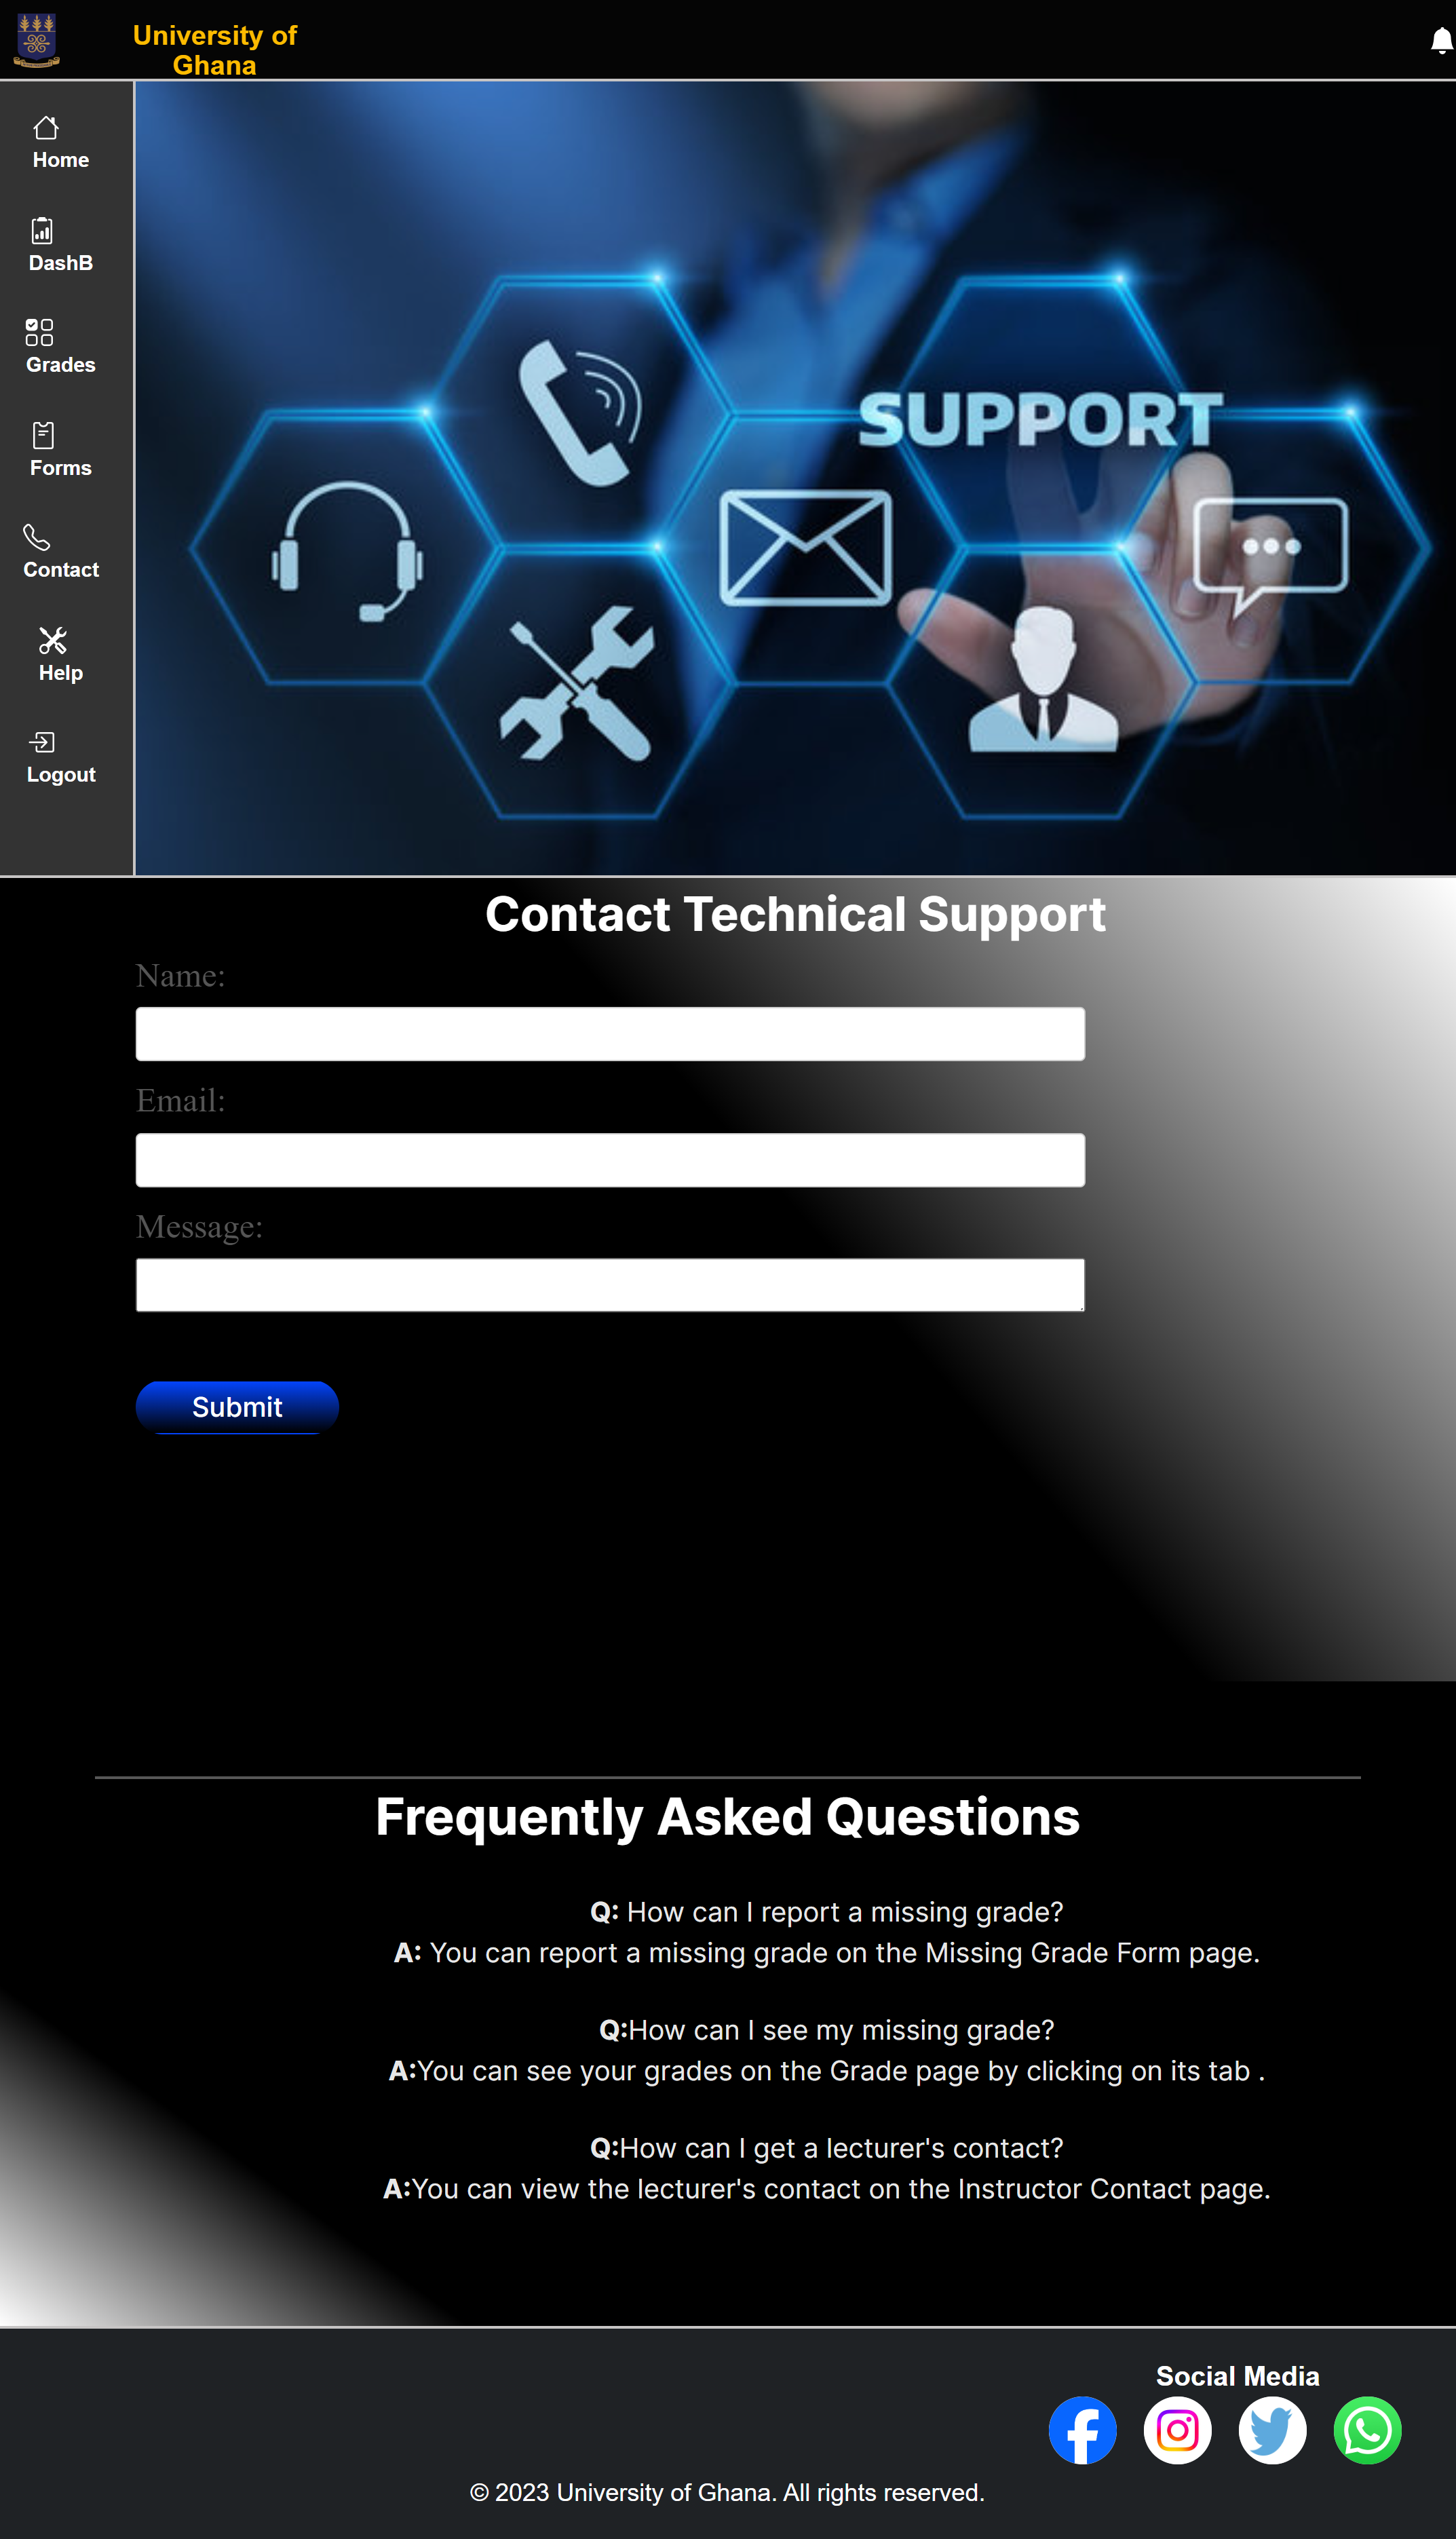 University of
Ghana
Home
DashB
Grades
Forms
Contact
Help
Logout
SUPPORT
Contact Technical Support
Name:
Email:
Message:
Submit
Frequently Asked Questions
Q: How can I report a missing grade?
A: You can report a missing grade on the Missing Grade Form page.
Q:How can I see my missing grade?
A:You can see your grades on the Grade page by clicking on its tab .
Q:How can I get a lecturer's contact?
A:You can view the lecturer's contact on the Instructor Contact page.
Social Media
© 2023 University of Ghana. All rights reserved.